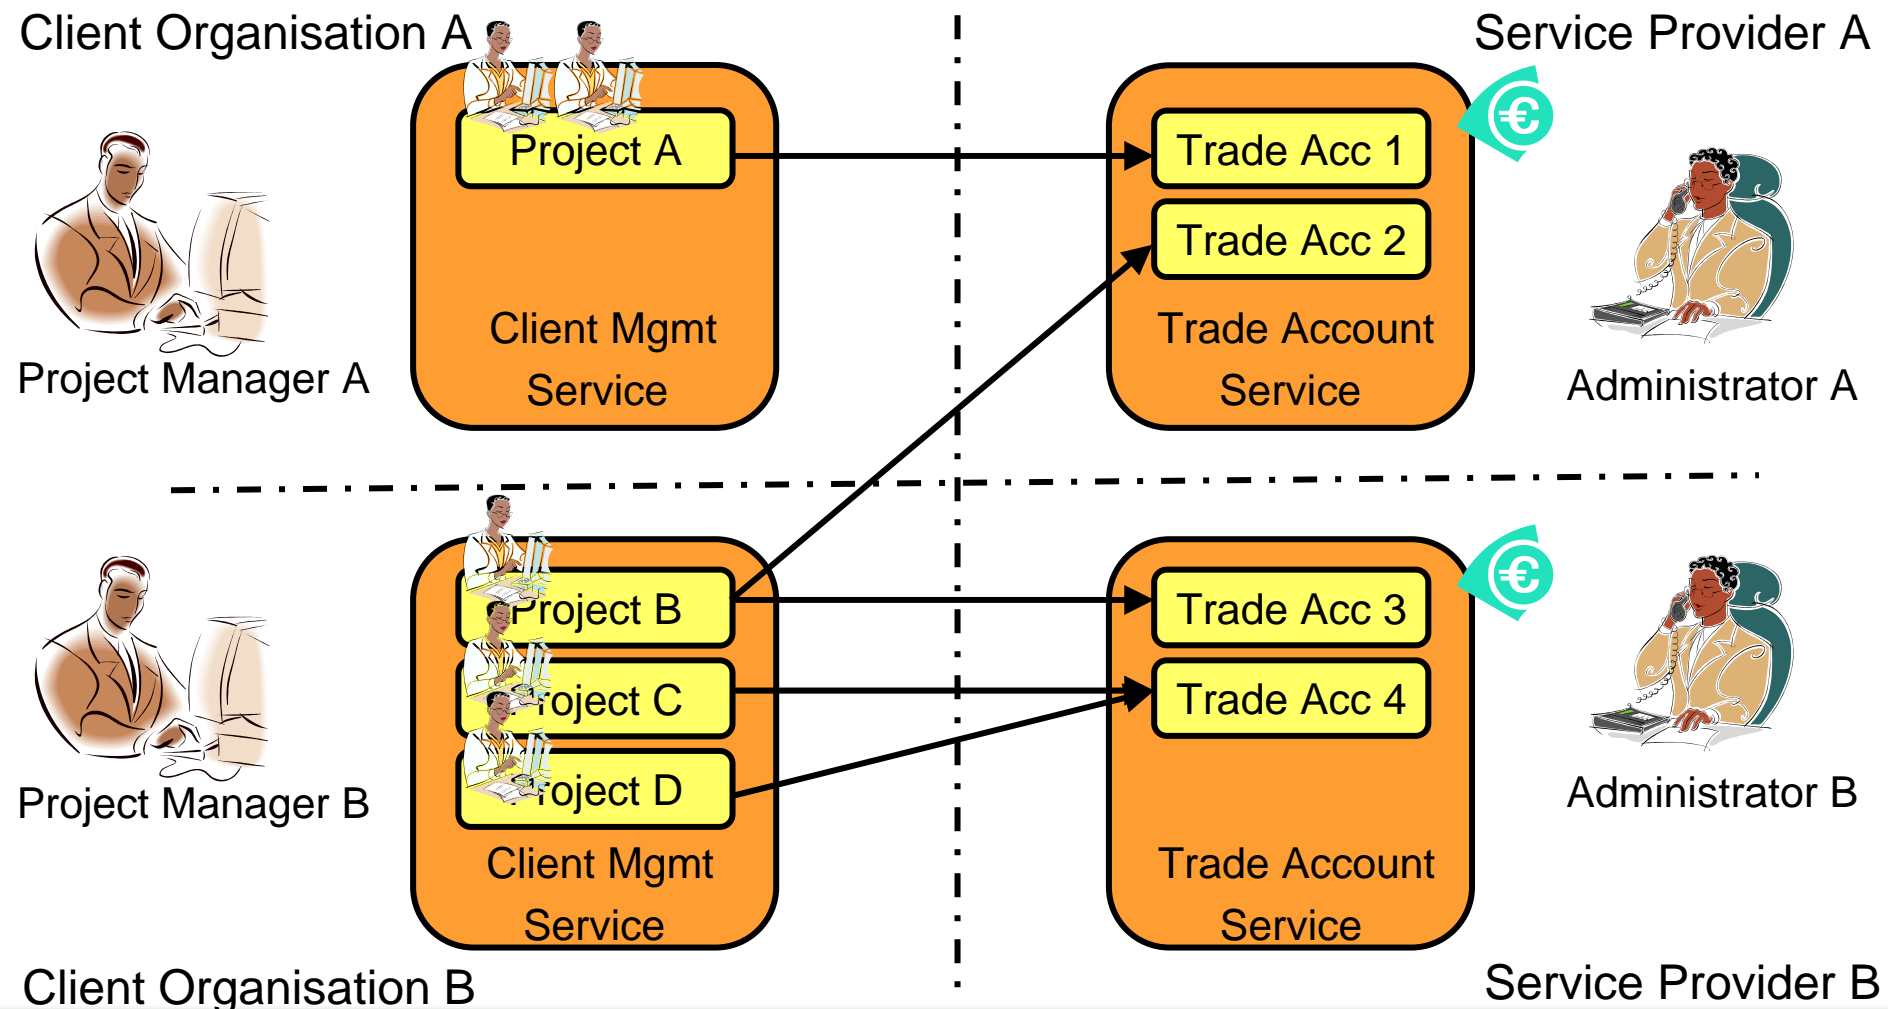 Client Organisation A
Service Provider A
Project A
Trade Acc 1
Trade Acc 2
Client Mgmt
Service
Trade Account
Service
Project Manager A
Administrator A
Project B
Project C
Project D
Trade Acc 3
Trade Acc 4
Project Manager B
Administrator B
Client Mgmt
Service
Trade Account
Service
Client Organisation B
Service Provider B